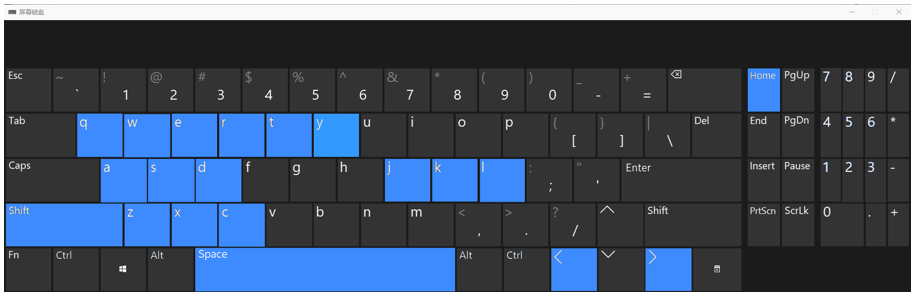 屏幕键盘
Esc ~ ` ! 1 @ 2 # 3 $ 4 % 5 ^ 6 & 7 * 8 ( 9 ) 0 _ - + = Home PgUp 7 8 9 /
Tab q w e r t y u i o p { [ } ] | \ Del End PgDn 4 5 6 *
Caps a s d f g h j k l : ; " ' Enter Insert Pause 1 2 3 -
Shift z x c v b n m < , > . ? / Shift PrtScn ScrLk 0 . +
Fn Ctrl Alt Space Alt Ctrl